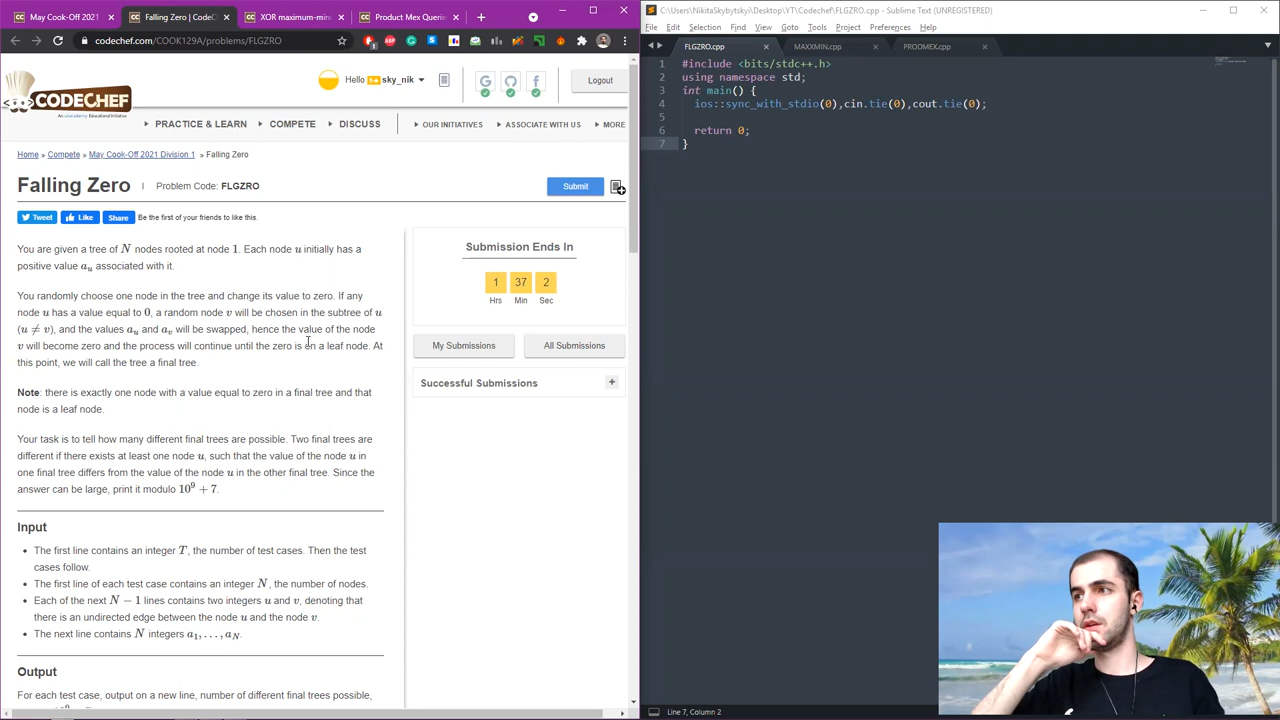 May Cook-Off 2021
Falling Zero | CodeC
XOR maximum-min
Product Mex Querie
codechef.com/COOK129A/problems/FLGZRO
CODECHEF
An unacademy Educational Initiative
Hello 5★ sky_nik
Logout
PRACTICE & LEARN
COMPETE
DISCUSS
OUR INITIATIVES
ASSOCIATE WITH US
MORE
Home » Compete » May Cook-Off 2021 Division 1 » Falling Zero
Falling Zero | Problem Code: FLGZRO
Submit
Tweet
Like
Share
Be the first of your friends to like this.
You are given a tree of N nodes rooted at node 1. Each node u initially has a
positive value a_u associated with it.
You randomly choose one node in the tree and change its value to zero. If any
node u has a value equal to 0, a random node v will be chosen in the subtree of u
(u ≠ v), and the values a_u and a_v will be swapped, hence the value of the node
v will become zero and the process will continue until the zero is on a leaf node. At
this point, we will call the tree a final tree.
Note: there is exactly one node with a value equal to zero in a final tree and that
node is a leaf node.
Your task is to tell how many different final trees are possible. Two final trees are
different if there exists at least one node u, such that the value of the node u in
one final tree differs from the value of the node u in the other final tree. Since the
answer can be large, print it modulo 10^9 + 7.
Input
• The first line contains an integer T, the number of test cases. Then the test
cases follow.
• The first line of each test case contains an integer N, the number of nodes.
• Each of the next N − 1 lines contains two integers u and v, denoting that
there is an undirected edge between the node u and the node v.
• The next line contains N integers a_1, . . . , a_N.
Output
For each test case, output on a new line, number of different final trees possible,
Submission Ends In
1 37 2
Hrs Min Sec
My Submissions
All Submissions
Successful Submissions
C:\Users\NikitaSkybytskyi\Desktop\YT\Codechef\FLGZRO.cpp - Sublime Text (UNREGISTERED)
File Edit Selection Find View Goto Tools Project Preferences Help
FLGZRO.cpp
MAXXMIN.cpp
PRODMEX.cpp
1 #include <bits/stdc++.h>
2 using namespace std;
3 int main() {
4 ios::sync_with_stdio(0),cin.tie(0),cout.tie(0);
5
6 return 0;
7 }
Line 7, Column 2